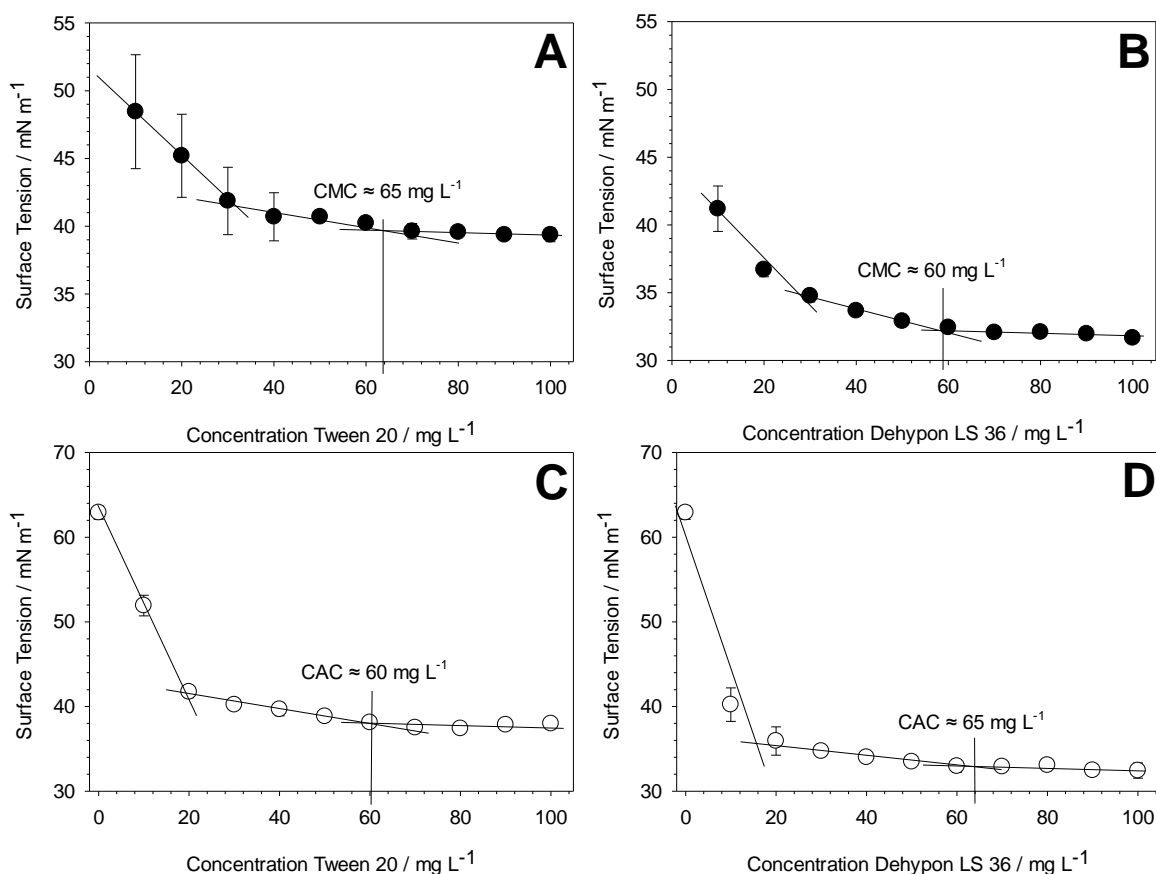 A
55
50
45
40
35
30
Surface Tension / mN m-1
CMC ≈ 65 mg L-1
0 20 40 60 80 100
Concentration Tween 20 / mg L-1
B
55
50
45
40
35
30
Surface Tension / mN m-1
CMC ≈ 60 mg L-1
0 20 40 60 80 100
Concentration Dehypon LS 36 / mg L-1
C
70
60
50
40
30
Surface Tension / mN m-1
CAC ≈ 60 mg L-1
0 20 40 60 80 100
Concentration Tween 20 / mg L-1
D
70
60
50
40
30
Surface Tension / mN m-1
CAC ≈ 65 mg L-1
0 20 40 60 80 100
Concentration Dehypon LS 36 / mg L-1